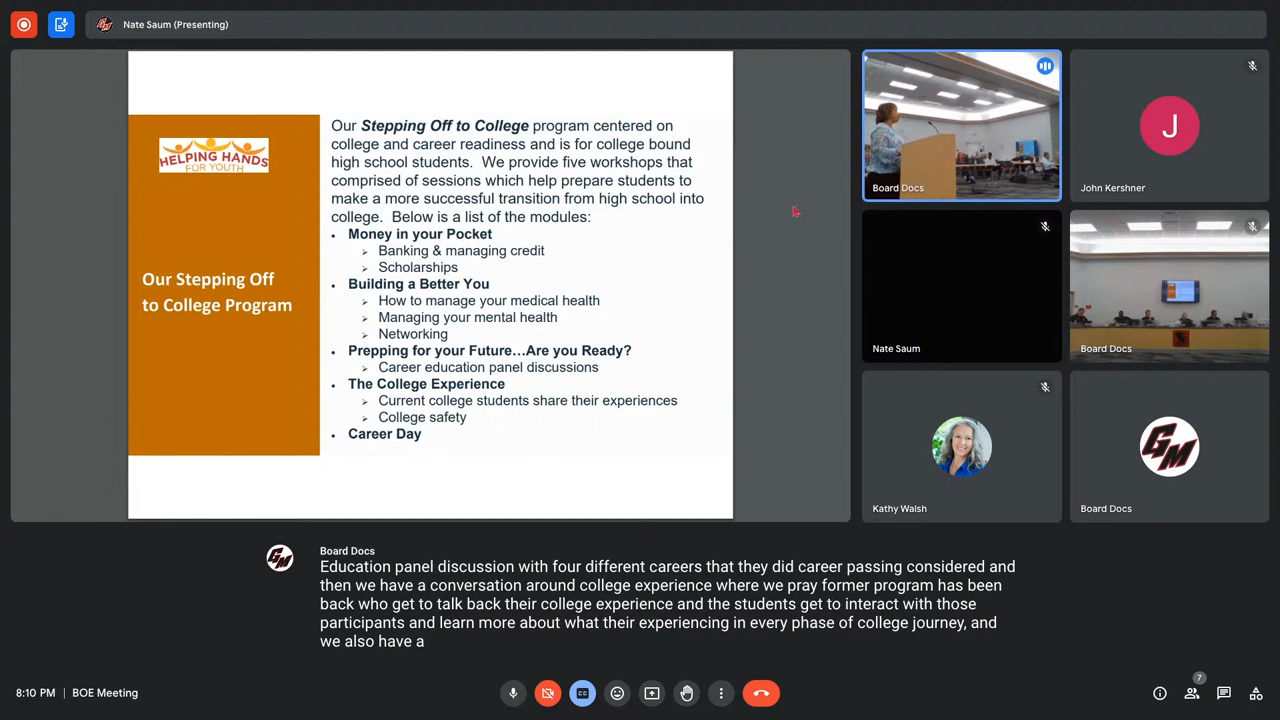 Nate Saum (Presenting)
HELPING HANDS
FOR YOUTH
Our Stepping Off
to College Program
Our Stepping Off to College program centered on
college and career readiness and is for college bound
high school students. We provide five workshops that
comprised of sessions which help prepare students to
make a more successful transition from high school into
college. Below is a list of the modules:
• Money in your Pocket
➢ Banking & managing credit
➢ Scholarships
• Building a Better You
➢ How to manage your medical health
➢ Managing your mental health
➢ Networking
• Prepping for your Future…Are you Ready?
➢ Career education panel discussions
• The College Experience
➢ Current college students share their experiences
➢ College safety
• Career Day
Board Docs
J
John Kershner
Nate Saum
Board Docs
Kathy Walsh
GM
Board Docs
Board Docs
Education panel discussion with four different careers that they did career passing considered and
then we have a conversation around college experience where we pray former program has been
back who get to talk back their college experience and the students get to interact with those
participants and learn more about what their experiencing in every phase of college journey, and
we also have a
8:10 PM | BOE Meeting
CC
7